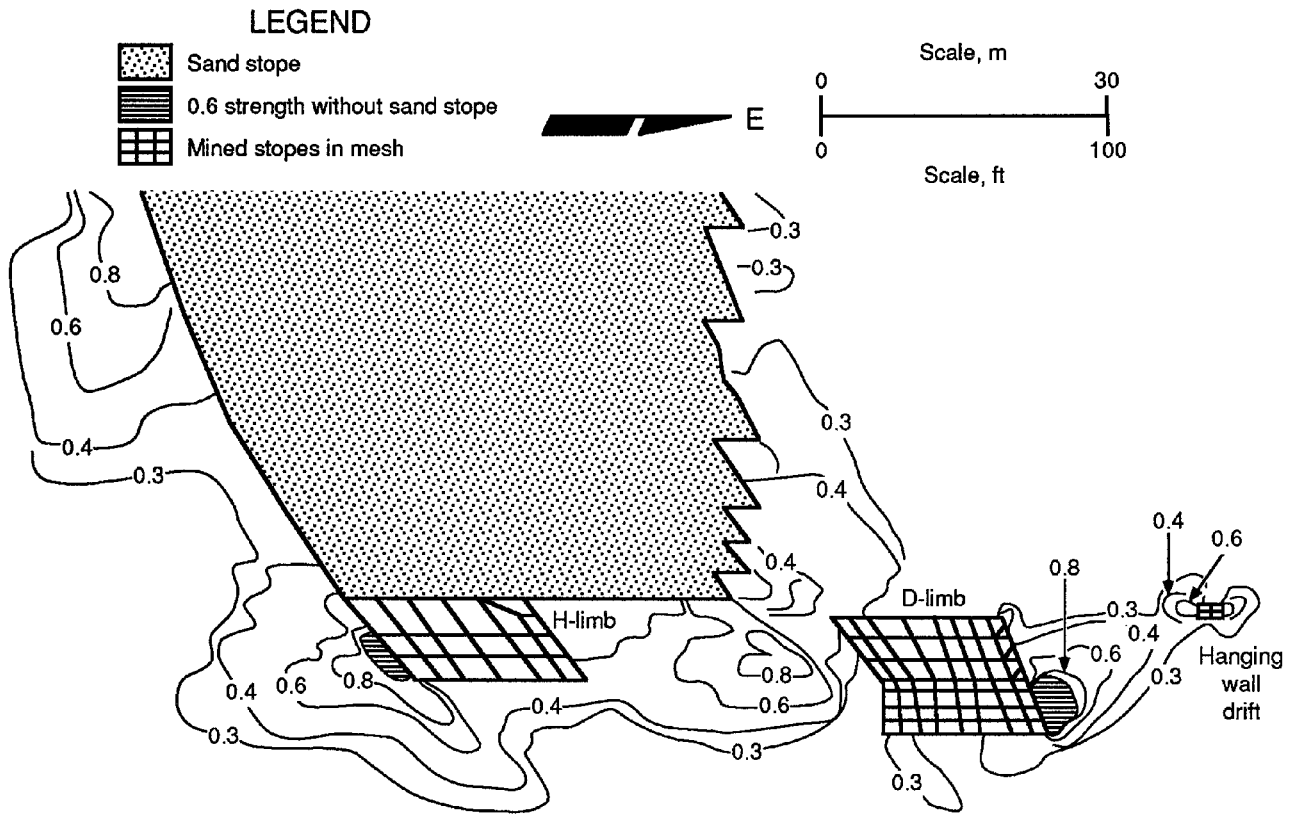 LEGEND
Sand stope
0.6 strength without sand stope
Mined stopes in mesh
E
Scale, m
0 30
0 100
Scale, ft
0.3
0.8
0.3
0.6
0.3
0.4
0.3
0.4
0.4
0.6
0.4
0.8
D-limb
H-limb
0.3
0.4
0.6
0.8
0.3
Hanging
wall
drift
0.8
0.6
0.4
0.6
0.4
0.3
0.3
0.3